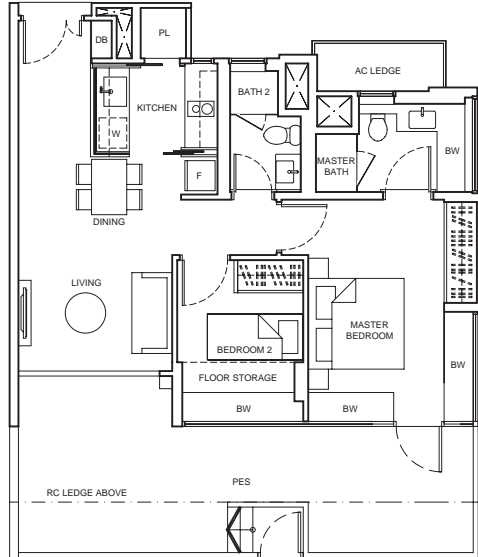 DB
PL
AC LEDGE
KITCHEN
BATH 2
W
MASTER
BATH
BW
F
DINING
LIVING
MASTER
BEDROOM
BEDROOM 2
BW
FLOOR STORAGE
BW
BW
PES
RC LEDGE ABOVE